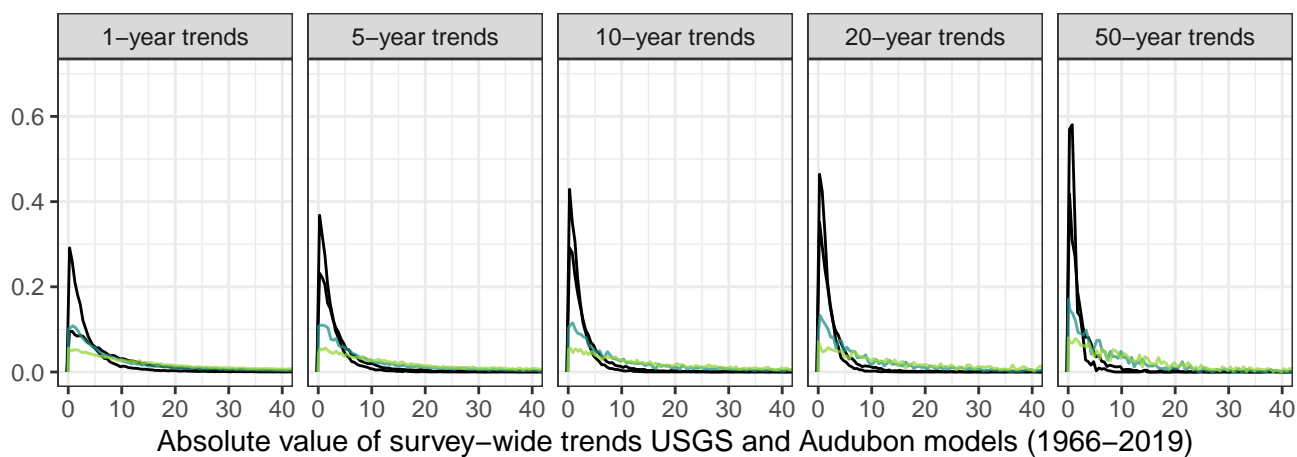 1−year trends 5−year trends 10−year trends 20−year trends 50−year trends
0.6
0.4
0.2
0.0
0 10 20 30 40 0 10 20 30 40 0 10 20 30 40 0 10 20 30 40 0 10 20 30 40
Absolute value of survey−wide trends USGS and Audubon models (1966−2019)